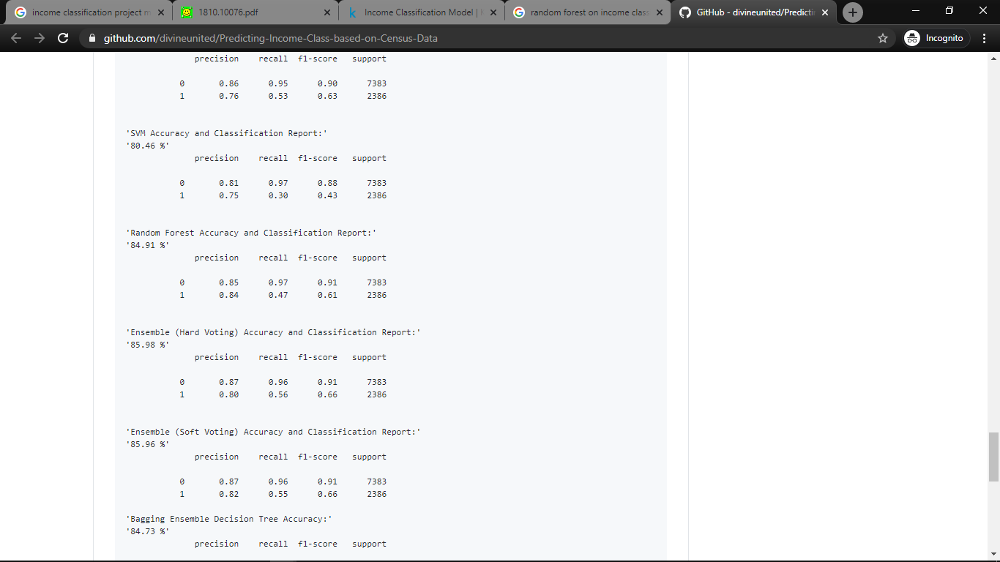 income classification project m
1810.10076.pdf
Income Classification Model |
random forest on income class
GitHub - divineunited/Predictin
github.com/divineunited/Predicting-Income-Class-based-on-Census-Data
Incognito
precision recall f1-score support
0 0.86 0.95 0.90 7383
1 0.76 0.53 0.63 2386
'SVM Accuracy and Classification Report:'
'80.46 %'
precision recall f1-score support
0 0.81 0.97 0.88 7383
1 0.75 0.30 0.43 2386
'Random Forest Accuracy and Classification Report:'
'84.91 %'
precision recall f1-score support
0 0.85 0.97 0.91 7383
1 0.84 0.47 0.61 2386
'Ensemble (Hard Voting) Accuracy and Classification Report:'
'85.98 %'
precision recall f1-score support
0 0.87 0.96 0.91 7383
1 0.80 0.56 0.66 2386
'Ensemble (Soft Voting) Accuracy and Classification Report:'
'85.96 %'
precision recall f1-score support
0 0.87 0.96 0.91 7383
1 0.82 0.55 0.66 2386
'Bagging Ensemble Decision Tree Accuracy:'
'84.73 %'
precision recall f1-score support